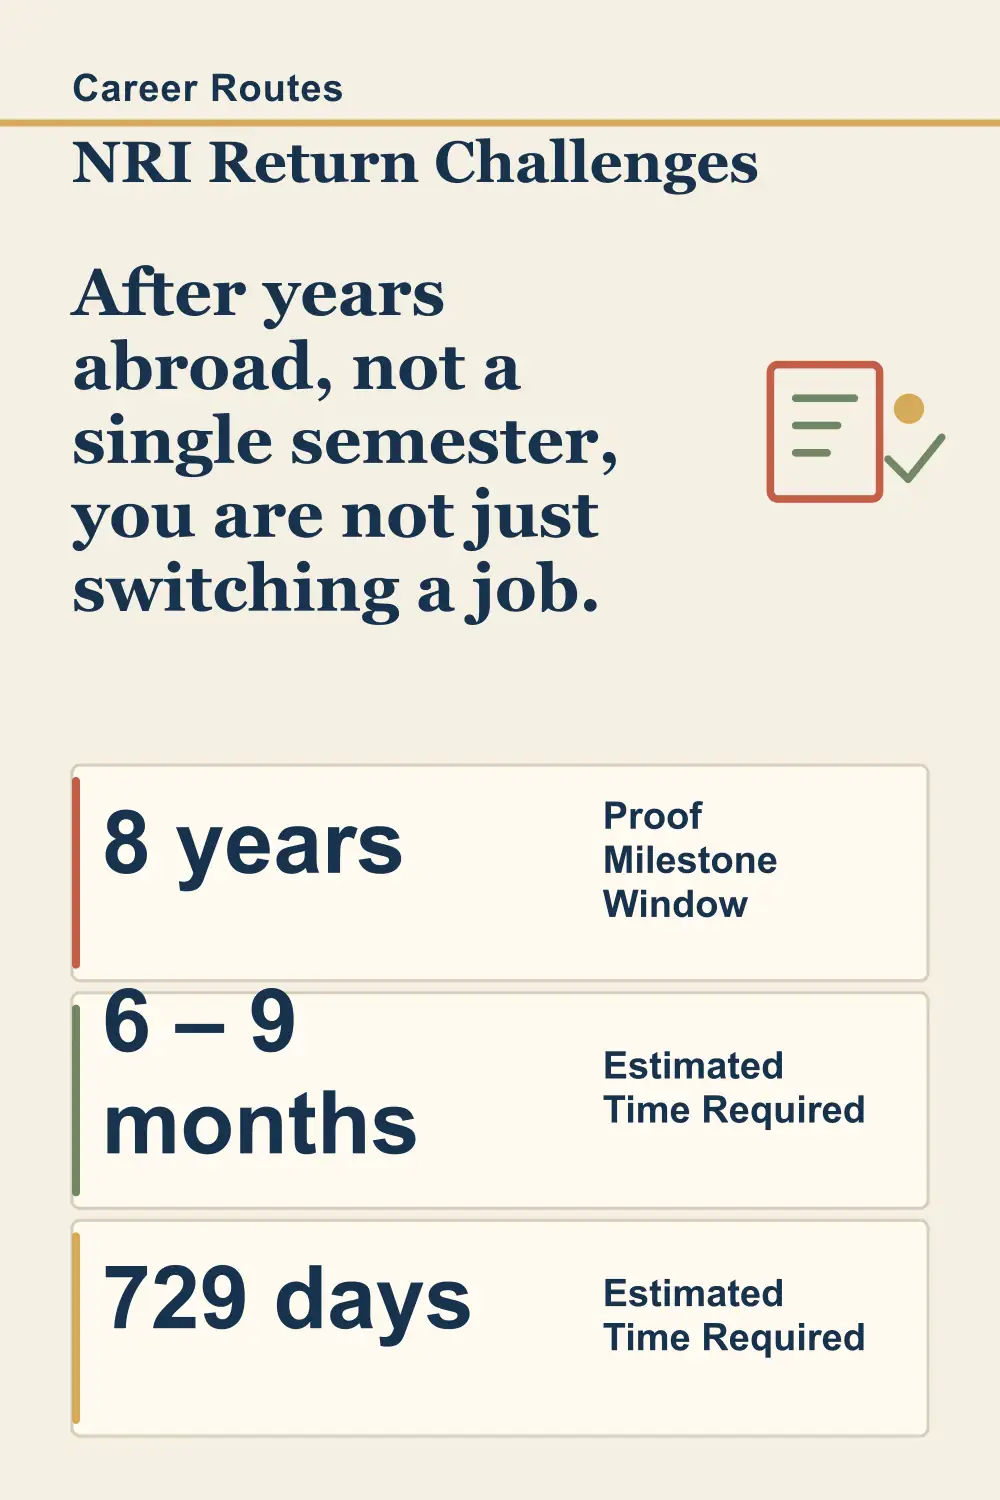 Career Routes
NRI Return Challenges
After years
abroad, not a
single semester,
you are not just
switching a job.
8 years
Proof
Milestone
Window
6 – 9
months
Estimated
Time Required
729 days
Estimated
Time Required